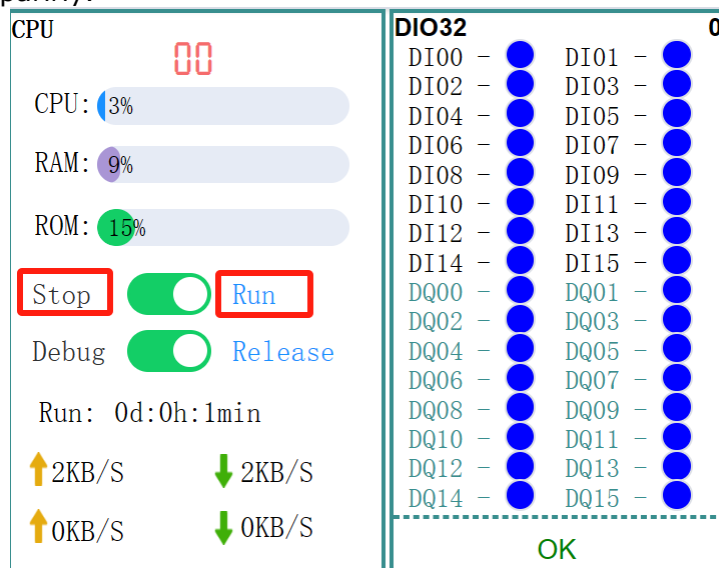 CPU
00
CPU: 3%
RAM: 9%
ROM: 15%
Stop Run
Debug Release
Run: 0d:0h:1min
2KB/S 2KB/S
0KB/S 0KB/S
DIO32 0
DI00 - DI01 -
DI02 - DI03 -
DI04 - DI05 -
DI06 - DI07 -
DI08 - DI09 -
DI10 - DI11 -
DI12 - DI13 -
DI14 - DI15 -
DQ00 - DQ01 -
DQ02 - DQ03 -
DQ04 - DQ05 -
DQ06 - DQ07 -
DQ08 - DQ09 -
DQ10 - DQ11 -
DQ12 - DQ13 -
DQ14 - DQ15 -
OK